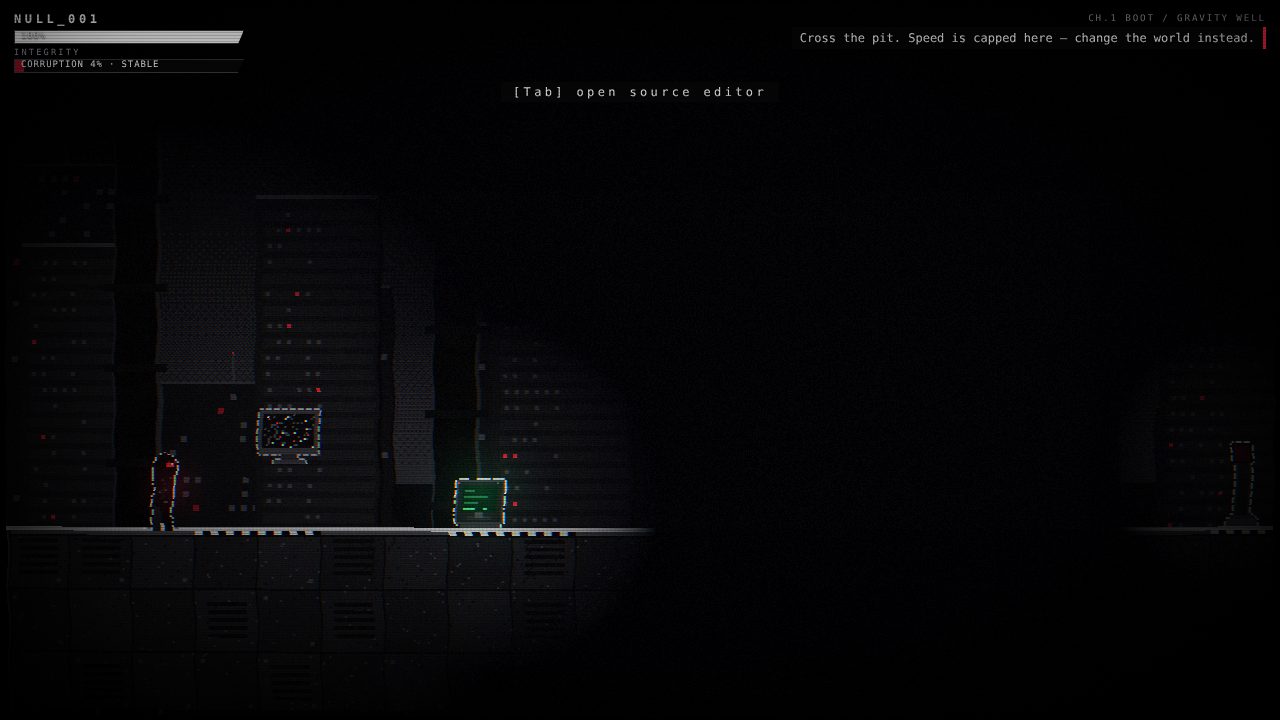 NULL_001
100%
INTEGRITY
CORRUPTION 4% · STABLE
CH.1 BOOT / GRAVITY WELL
Cross the pit. Speed is capped here — change the world instead.
[Tab] open source editor